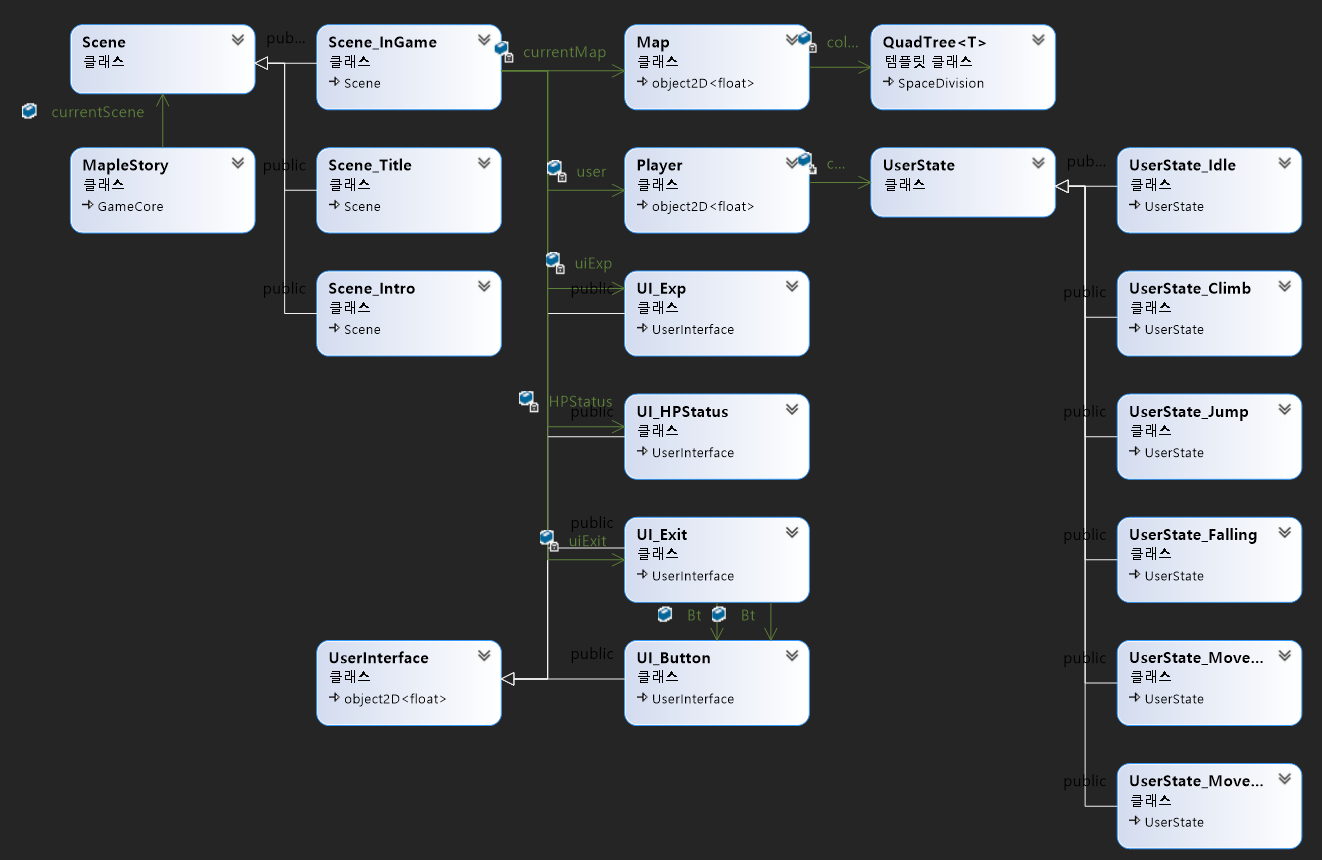 Scene
클래스
pub...
Scene_InGame
클래스
Scene
currentMap
Map
클래스
object2D<float>
col...
QuadTree<T>
템플릿 클래스
SpaceDivision
currentScene
MapleStory
클래스
GameCore
public
Scene_Title
클래스
Scene
user
Player
클래스
object2D<float>
c...
UserState
클래스
pub...
UserState_Idle
클래스
UserState
public
Scene_Intro
클래스
Scene
uiExp
public
UI_Exp
클래스
UserInterface
public
UserState_Climb
클래스
UserState
HPStatus
public
UI_HPStatus
클래스
UserInterface
public
UserState_Jump
클래스
UserState
public
uiExit
UI_Exit
클래스
UserInterface
public
UserState_Falling
클래스
UserState
Bt
Bt
UserInterface
클래스
object2D<float>
public
UI_Button
클래스
UserInterface
public
UserState_Move...
클래스
UserState
public
UserState_Move...
클래스
UserState